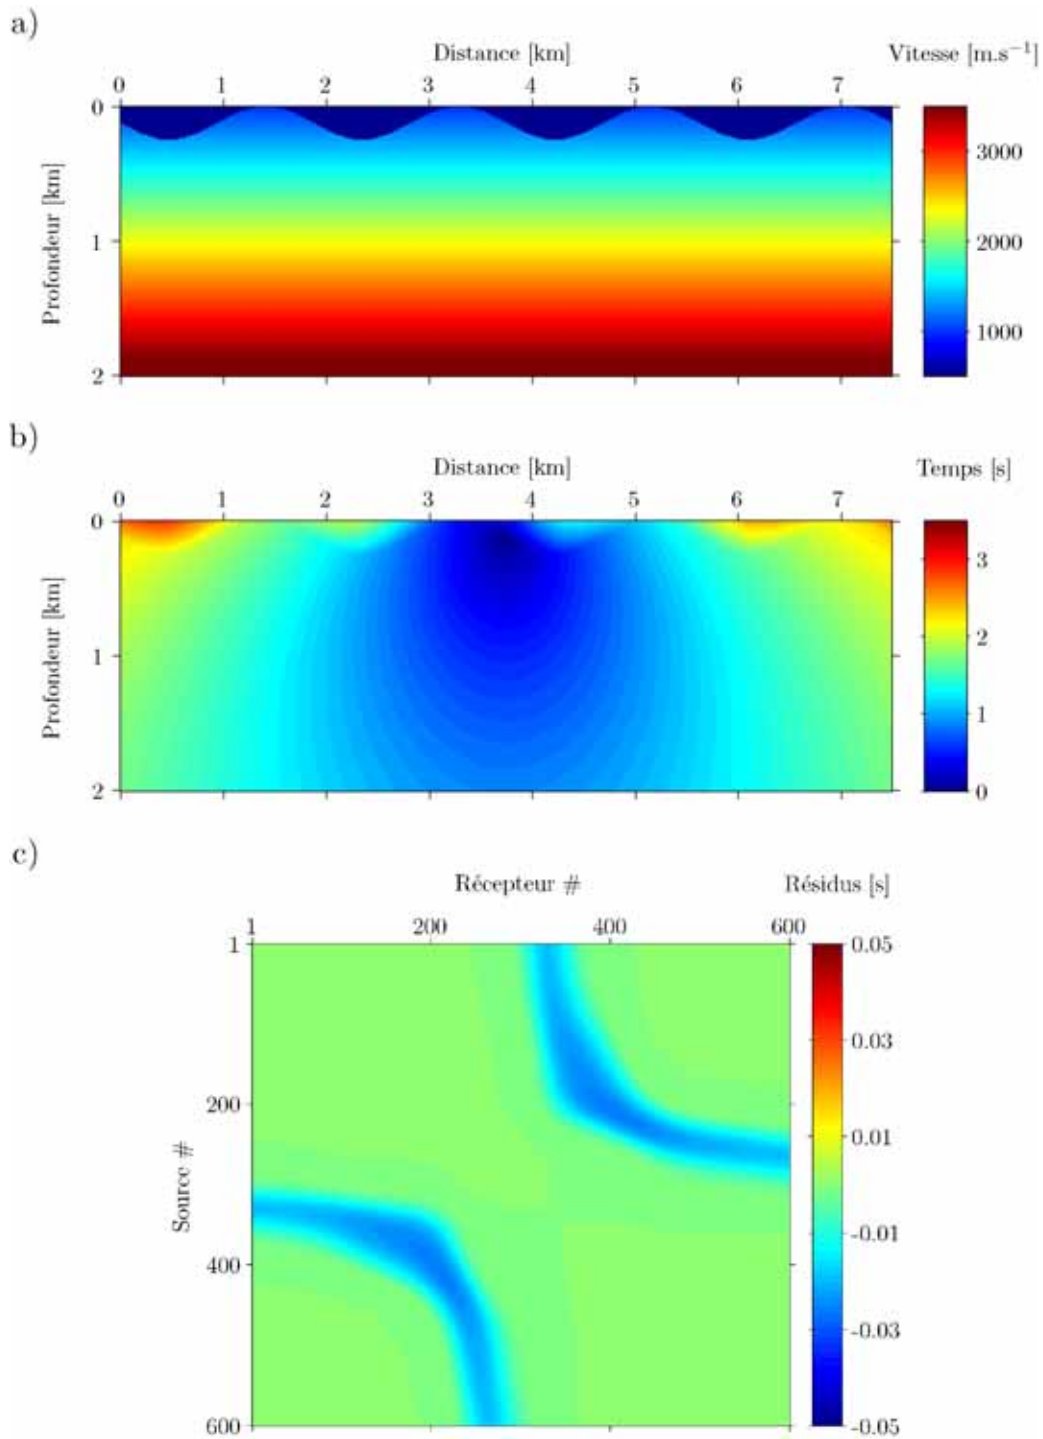 a)
Distance [km]
Vitesse [m.s⁻¹]
0 1 2 3 4 5 6 7
0
1
2
Profondeur [km]
3000
2000
1000
b)
Distance [km]
Temps [s]
0 1 2 3 4 5 6 7
0
1
2
Profondeur [km]
3
2
1
0
c)
Récepteur #
Résidus [s]
1 200 400 600
1
200
400
600
Source #
0.05
0.03
0.01
-0.01
-0.03
-0.05